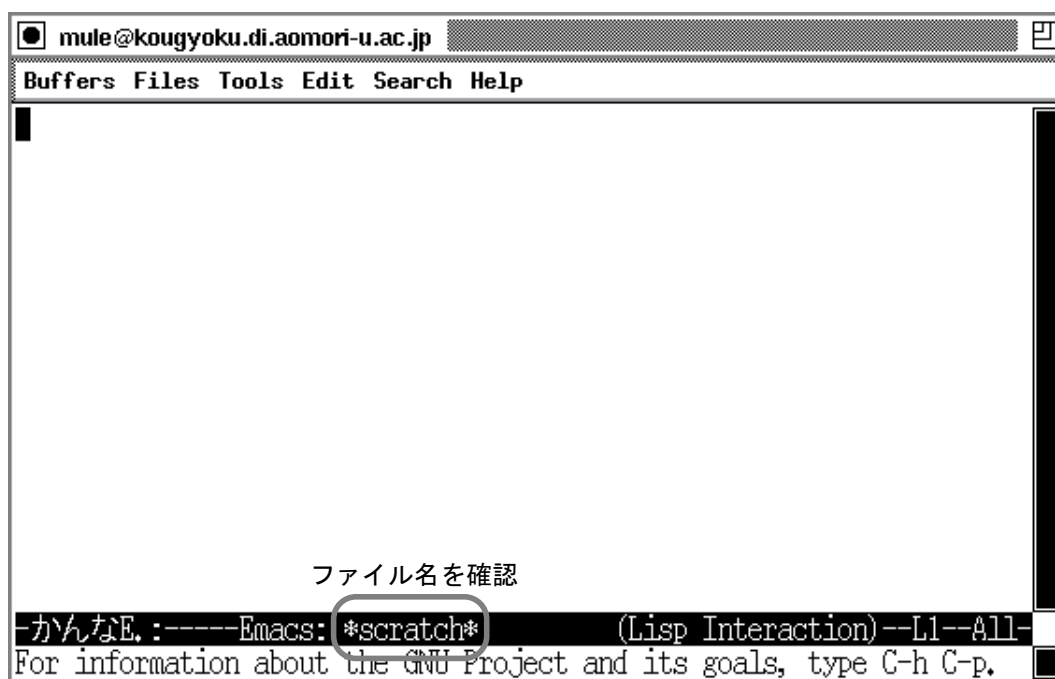 mule@kougyoku.di.aomori-u.ac.jp
Buffers Files Tools Edit Search Help
ファイル名を確認
-かんなE.:-----Emacs: *scratch* (Lisp Interaction)--L1--All-
For information about the GNU Project and its goals, type C-h C-p.